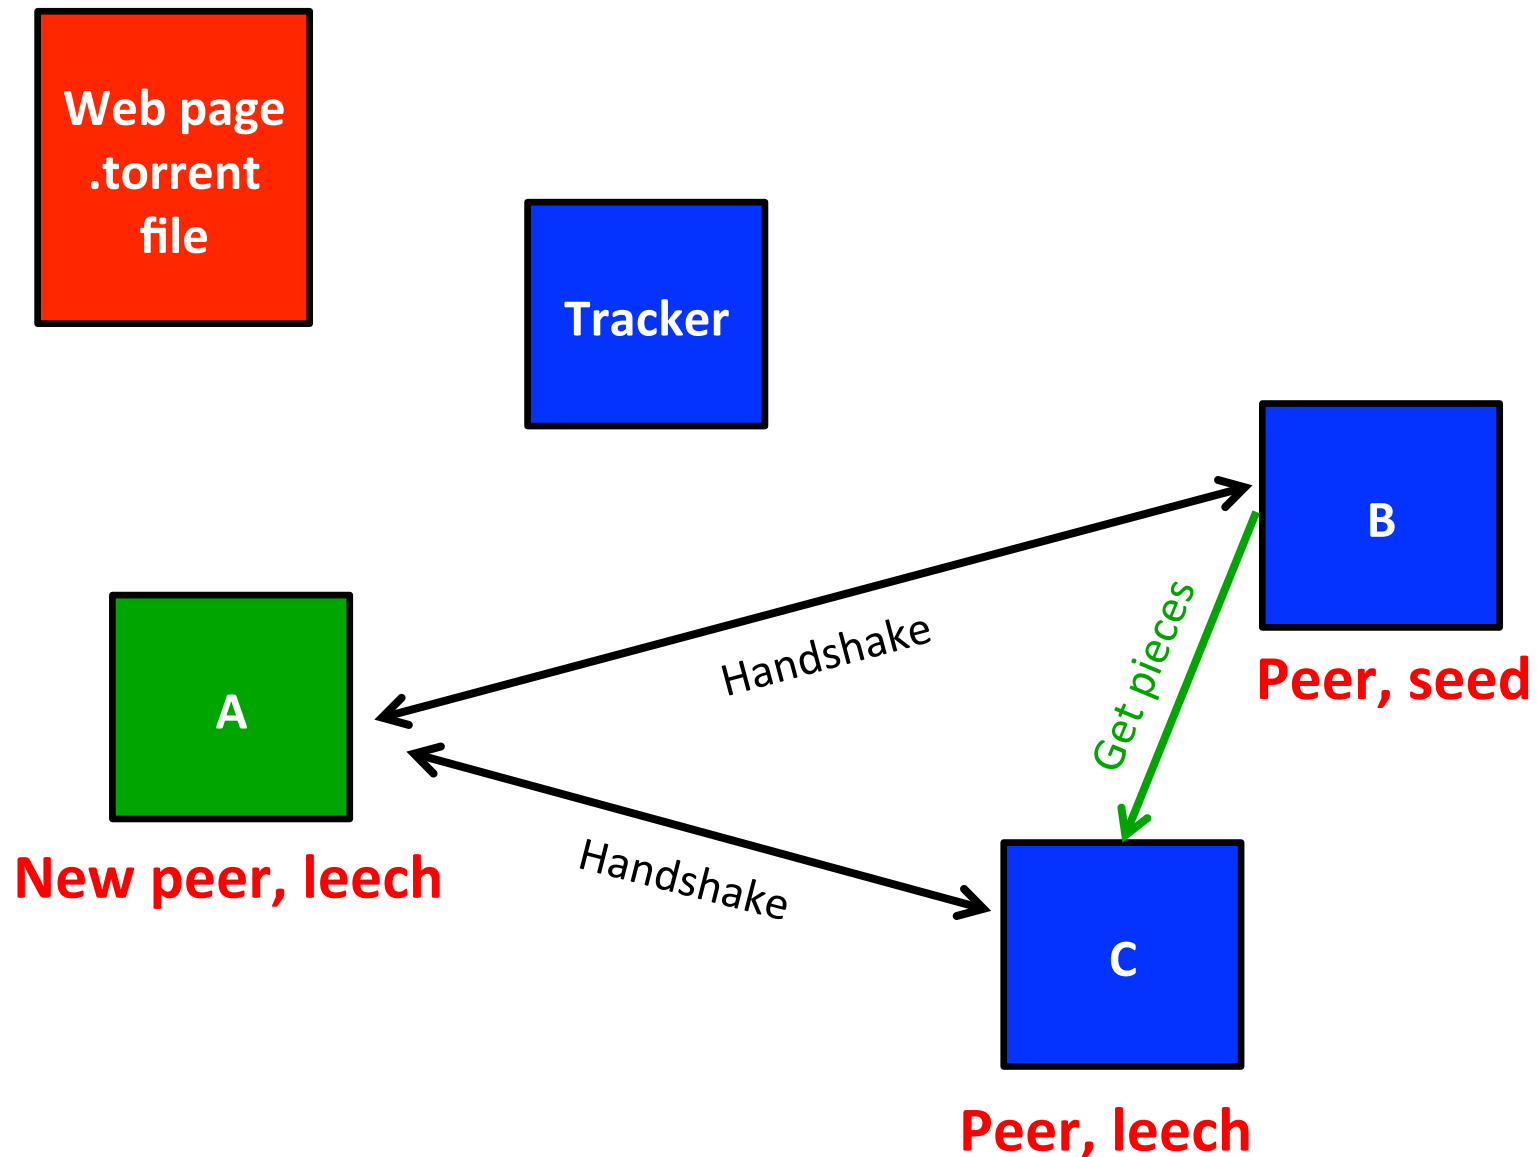 Web page
.torrent
file
Tracker
B
Peer, seed
Handshake
Get pieces
A
New peer, leech
Handshake
C
Peer, leech